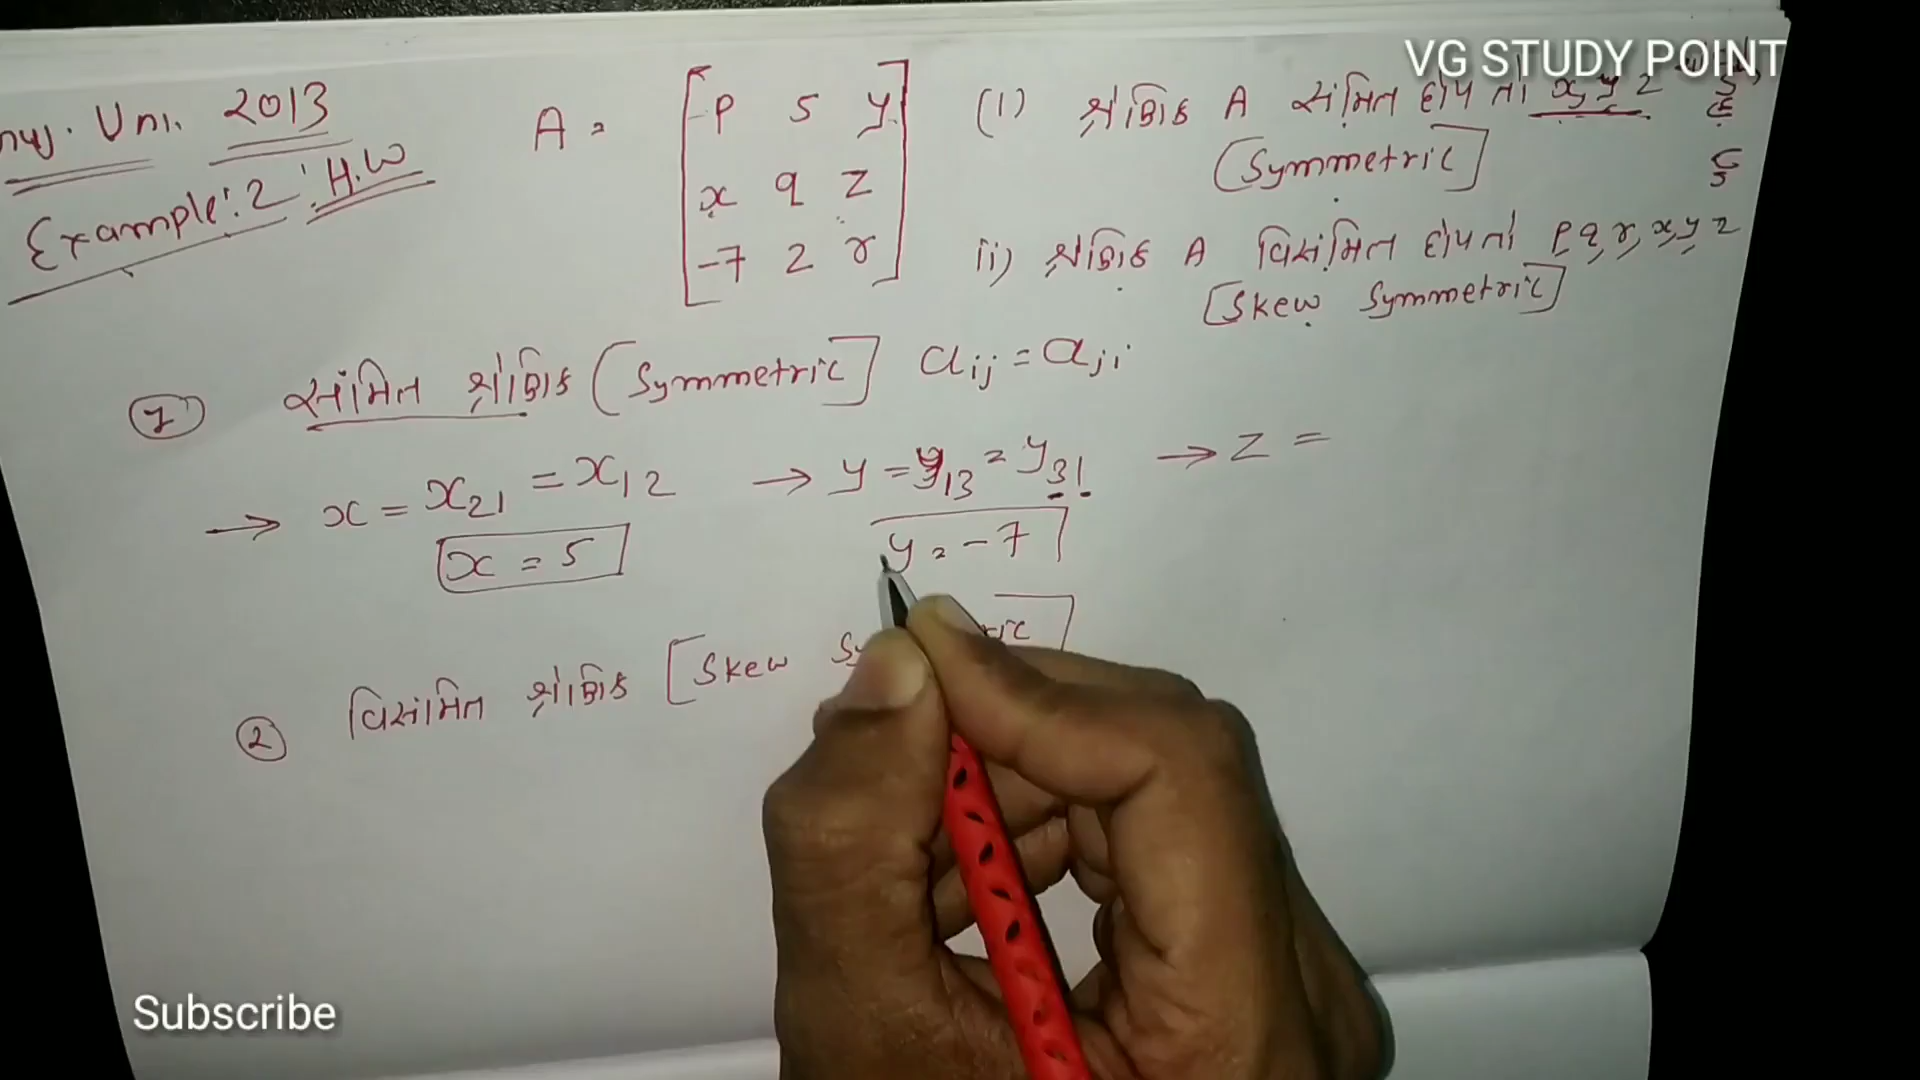 VG STUDY POINT
Uni. 2013
Example:2 H.W
A = [ p 5 y
x q z
-7 2 r ]
(i) શ્રેણિક A સંમિત હોય તો x, y, z
[Symmetric]
ii) શ્રેણિક A વિસંમિત હોય તો p, q, r, x, y, z
[Skew Symmetric]
1 સંમિત શ્રેણિક [Symmetric] aij = aji
→ x = x21 = x12 → y = y13 = y31 → z =
x = 5 y = -7
2 વિસંમિત શ્રેણિક [Skew
Subscribe